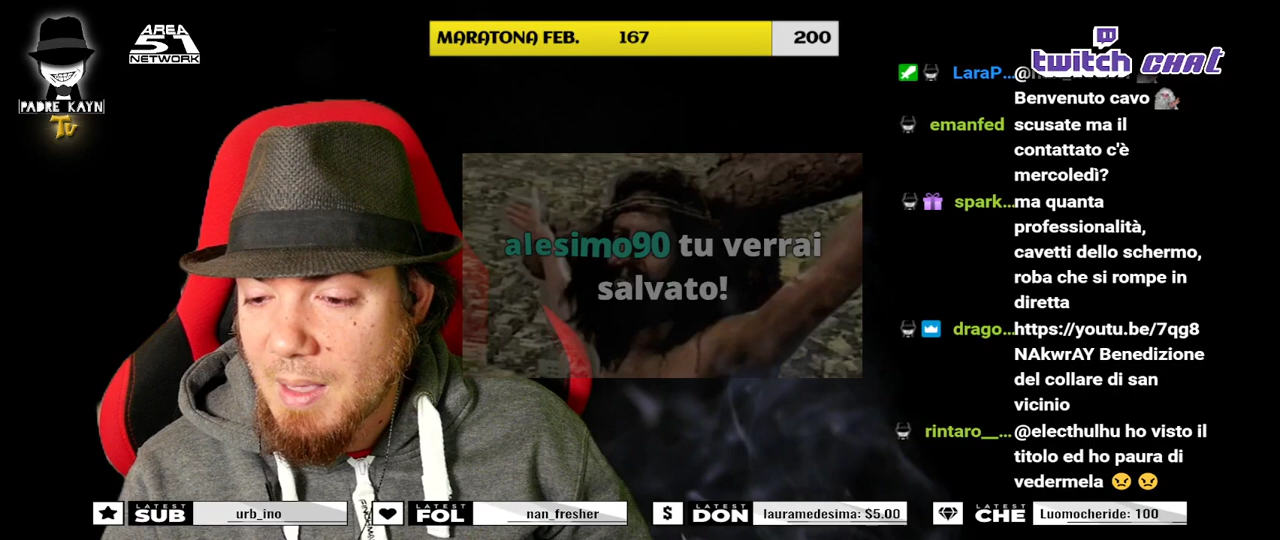 AREA
51
NETWORK
PADRE KAYN
Tv
MARATONA FEB. 167 200
twitch CHAT
LaraP... @
Benvenuto cavo
emanfed scusate ma il
contattato c'è
mercoledì?
spark... ma quanta
professionalità,
cavetti dello schermo,
roba che si rompe in
diretta
drago... https://youtu.be/7qg8
NAkwrAY Benedizione
del collare di san
vicinio
rintaro__... @electhulhu ho visto il
titolo ed ho paura di
vedermela 😠 😠
alesimo90 tu verrai
salvato!
LATEST
SUB urb_ino
LATEST
FOL nan_fresher
$ LATEST
DON lauramedesima: $5.00
LATEST
CHE Luomocheride: 100